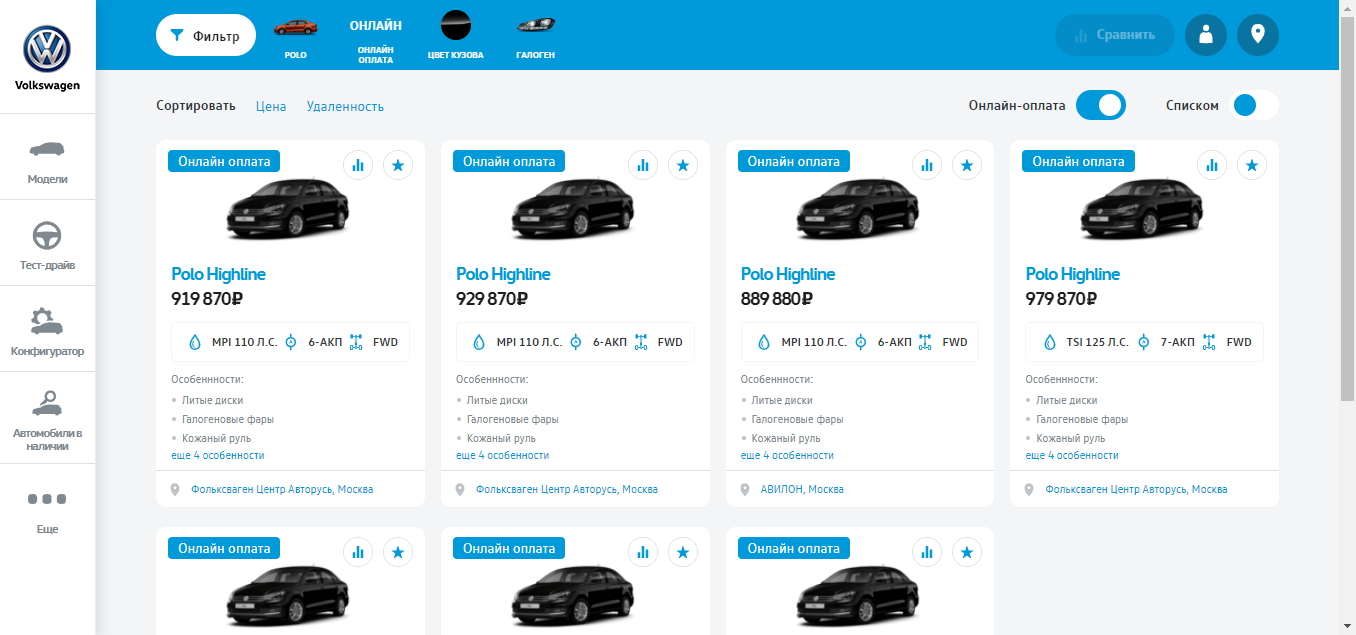 Volkswagen
Модели
Тест-драйв
Конфигуратор
Автомобили в
наличии
Еще
Фильтр
POLO
ОНЛАЙН
ОНЛАЙН
ОПЛАТА
ЦВЕТ КУЗОВА
ГАЛОГЕН
Сравнить
Сортировать Цена Удаленность
Онлайн-оплата Списком
Онлайн оплата
Polo Highline
919 870₽
MPI 110 Л.С. 6-АКП FWD
Особеннности:
Литые диски
Галогеновые фары
Кожаный руль
еще 4 особенности
Фольксваген Центр Авторусь, Москва
Онлайн оплата
Polo Highline
929 870₽
MPI 110 Л.С. 6-АКП FWD
Особеннности:
Литые диски
Галогеновые фары
Кожаный руль
еще 4 особенности
Фольксваген Центр Авторусь, Москва
Онлайн оплата
Polo Highline
889 880₽
MPI 110 Л.С. 6-АКП FWD
Особеннности:
Литые диски
Галогеновые фары
Кожаный руль
еще 4 особенности
АВИЛОН, Москва
Онлайн оплата
Polo Highline
979 870₽
TSI 125 Л.С. 7-АКП FWD
Особеннности:
Литые диски
Галогеновые фары
Кожаный руль
еще 4 особенности
Фольксваген Центр Авторусь, Москва
Онлайн оплата
Онлайн оплата
Онлайн оплата